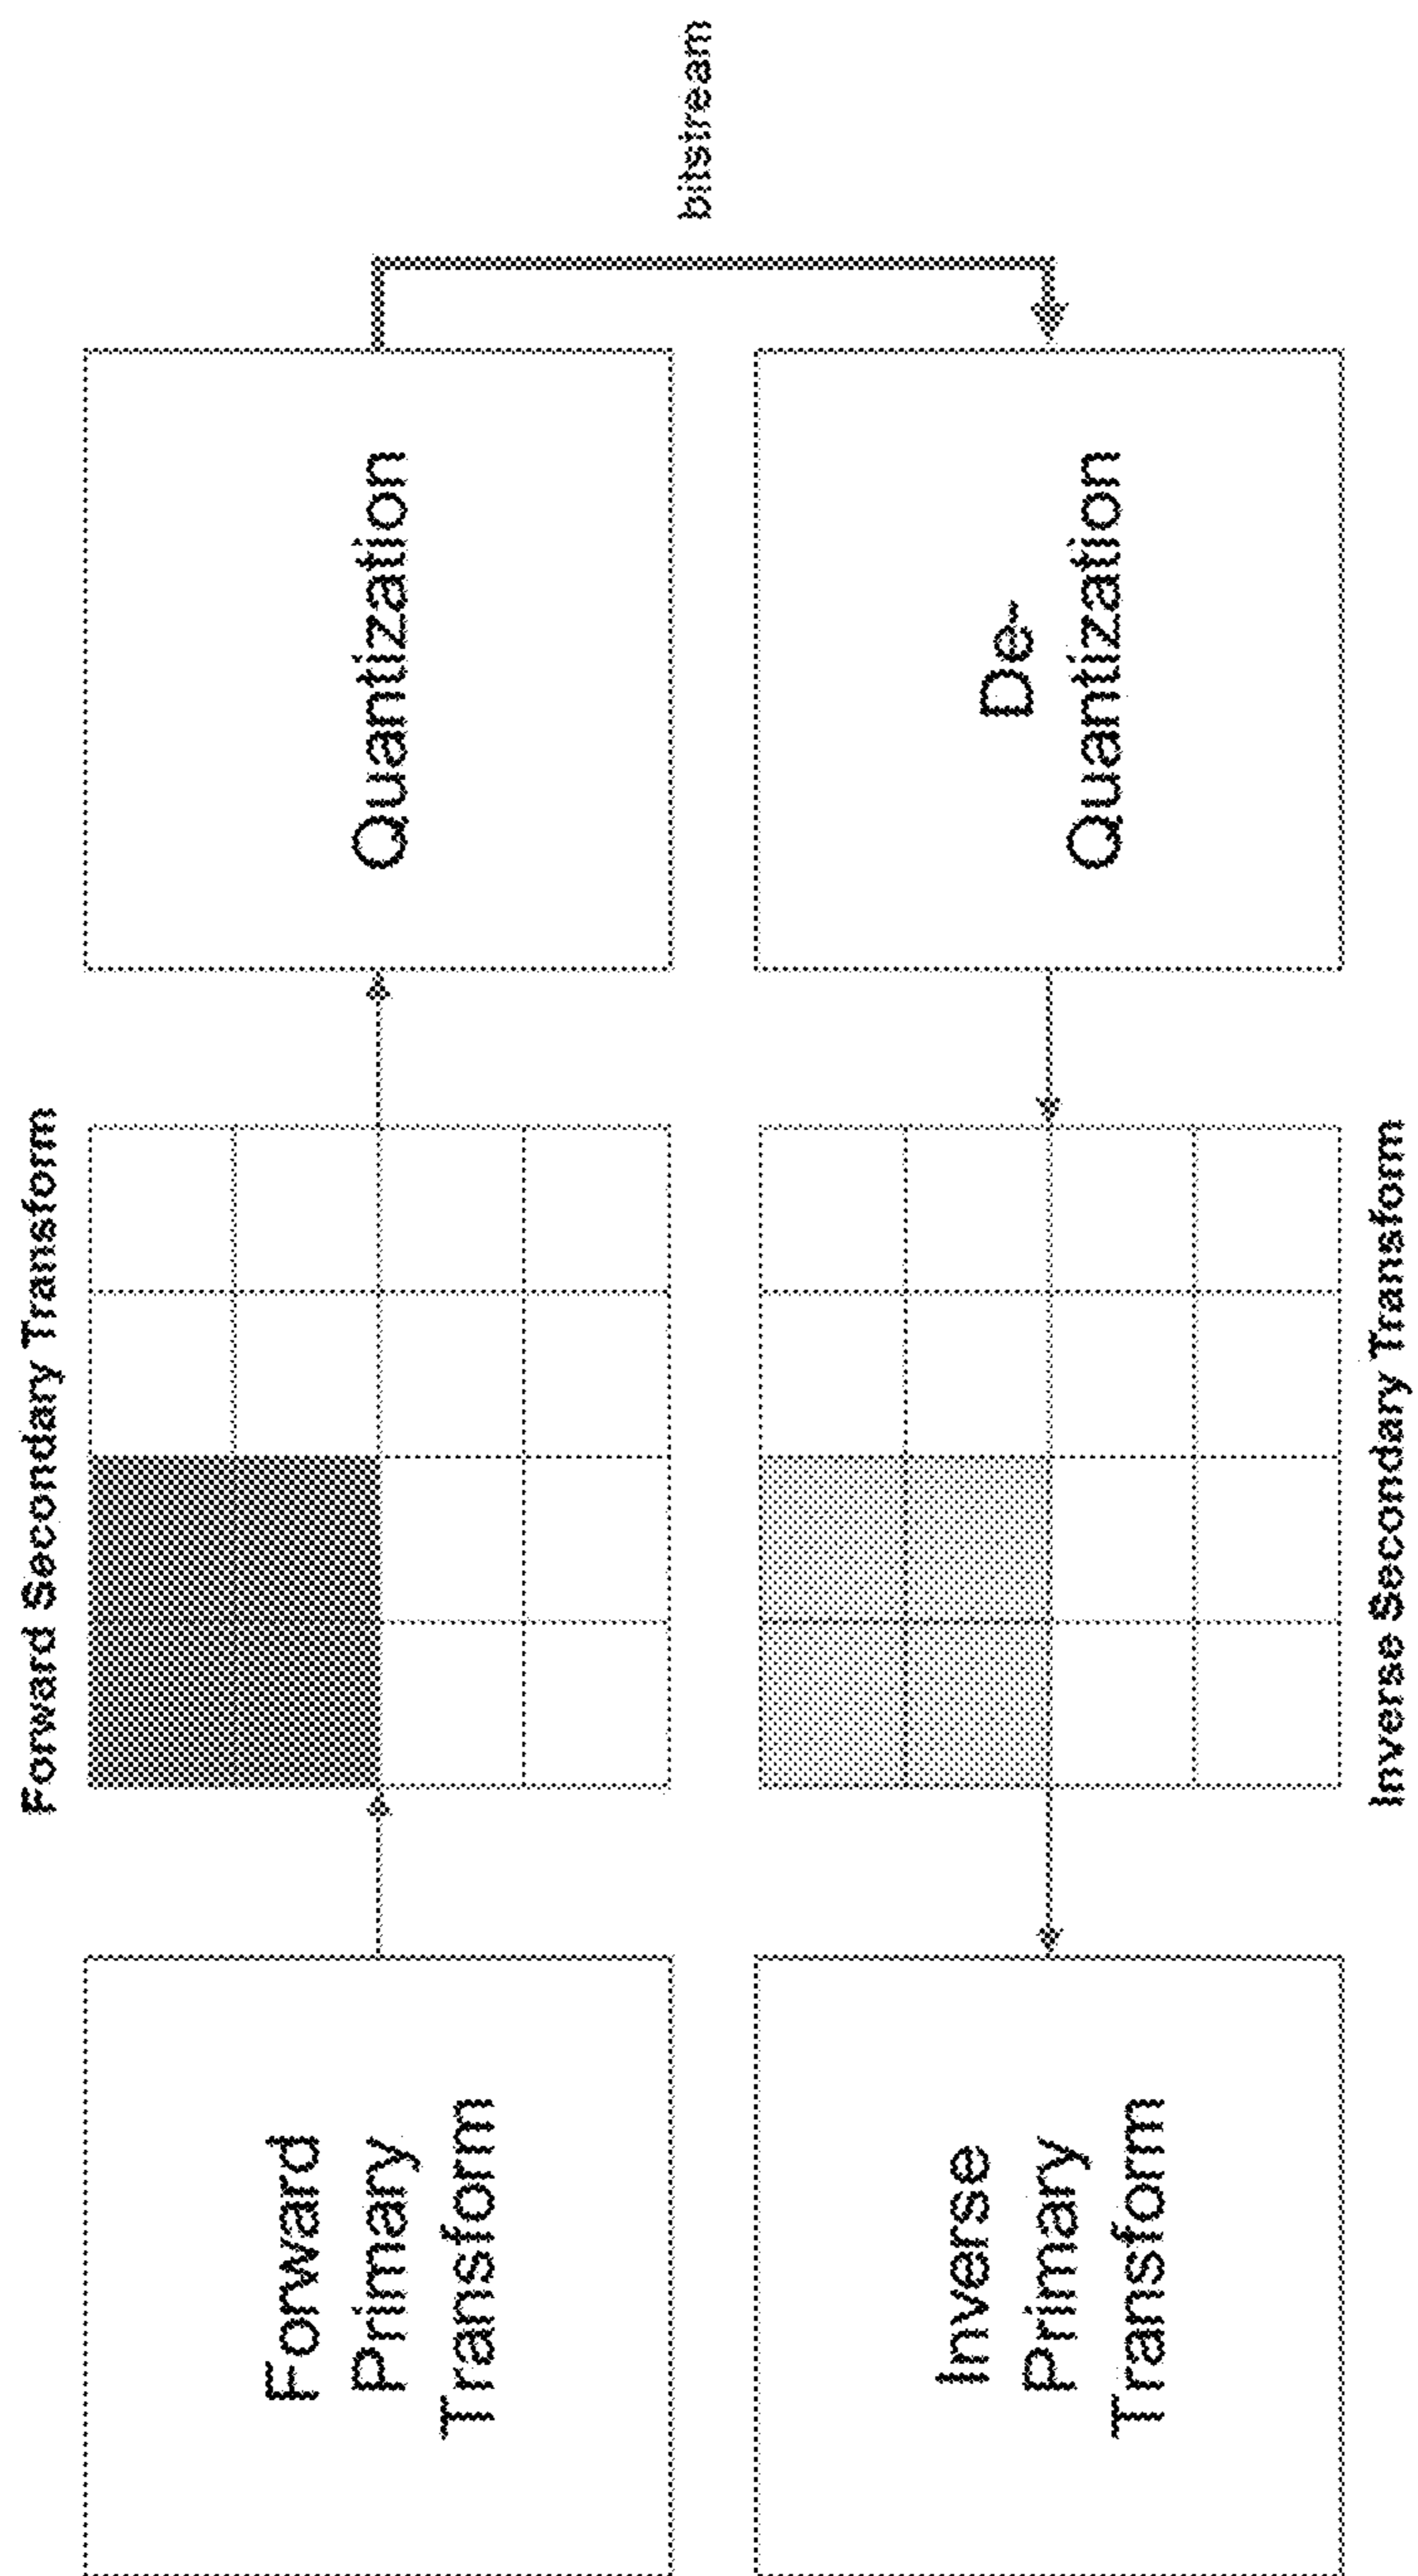 Forward Secondary Transform
Forward
Primary
Transform
Quantization
bitstream
Inverse
Primary
Transform
De-
Quantization
Inverse Secondary Transform